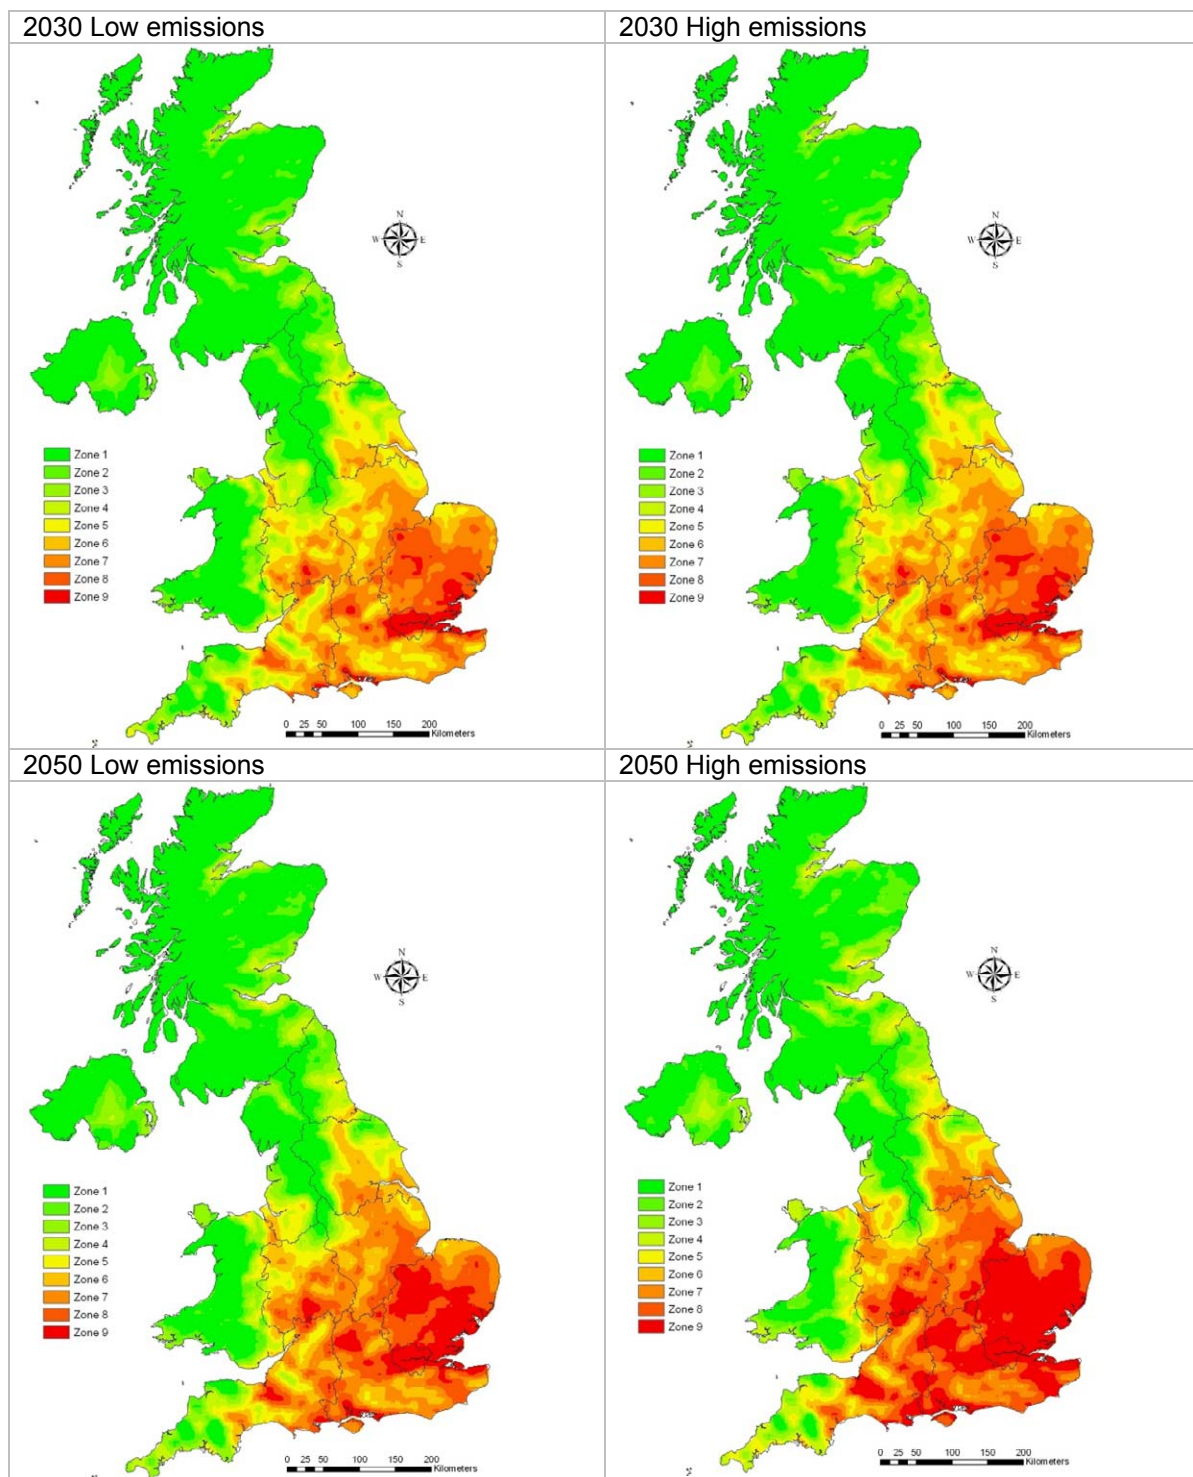 2030 Low emissions
2030 High emissions
N
W E
S
Zone 1
Zone 2
Zone 3
Zone 4
Zone 5
Zone 6
Zone 7
Zone 8
Zone 9
0 25 50 100 150 200
Kilometers
N
W E
S
Zone 1
Zone 2
Zone 3
Zone 4
Zone 5
Zone 6
Zone 7
Zone 8
Zone 9
0 25 50 100 150 200
Kilometers
2050 Low emissions
2050 High emissions
N
W E
S
Zone 1
Zone 2
Zone 3
Zone 4
Zone 5
Zone 6
Zone 7
Zone 8
Zone 9
0 25 50 100 150 200
Kilometers
N
W E
S
Zone 1
Zone 2
Zone 3
Zone 4
Zone 5
Zone 6
Zone 7
Zone 8
Zone 9
0 25 50 100 150 200
Kilometers